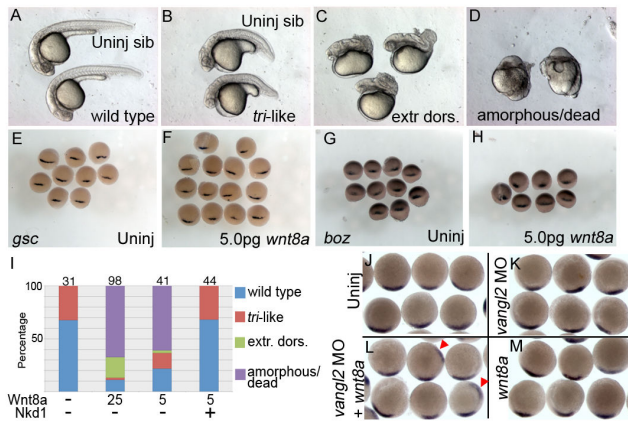 A
Uninj sib
wild type
B
Uninj sib
tri-like
C
extr dors.
D
amorphous/dead
E
gsc
Uninj
F
5.0pg wnt8a
G
boz
Uninj
H
5.0pg wnt8a
I
31 98 41 44
100
50
Percentage
wild type
tri-like
extr. dors.
amorphous/
dead
Wnt8a - 25 5 5
Nkd1 - - - +
J
Uninj
K
vangl2 MO
L
vangl2 MO
+ wnt8a
M
wnt8a